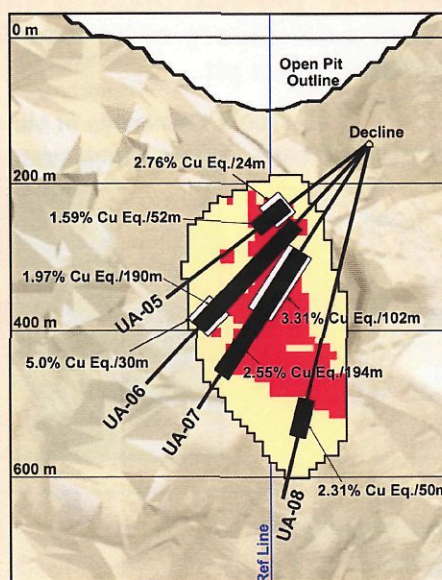 0 m
Open Pit
Outline
Decline
2.76% Cu Eq./24m
200 m
1.59% Cu Eq./52m
1.97% Cu Eq./190m
UA-05
3.31% Cu Eq./102m
400 m
5.0% Cu Eq./30m
2.55% Cu Eq./194m
UA-06
UA-07
600 m
2.31% Cu Eq./50m
UA-08
Ref Line